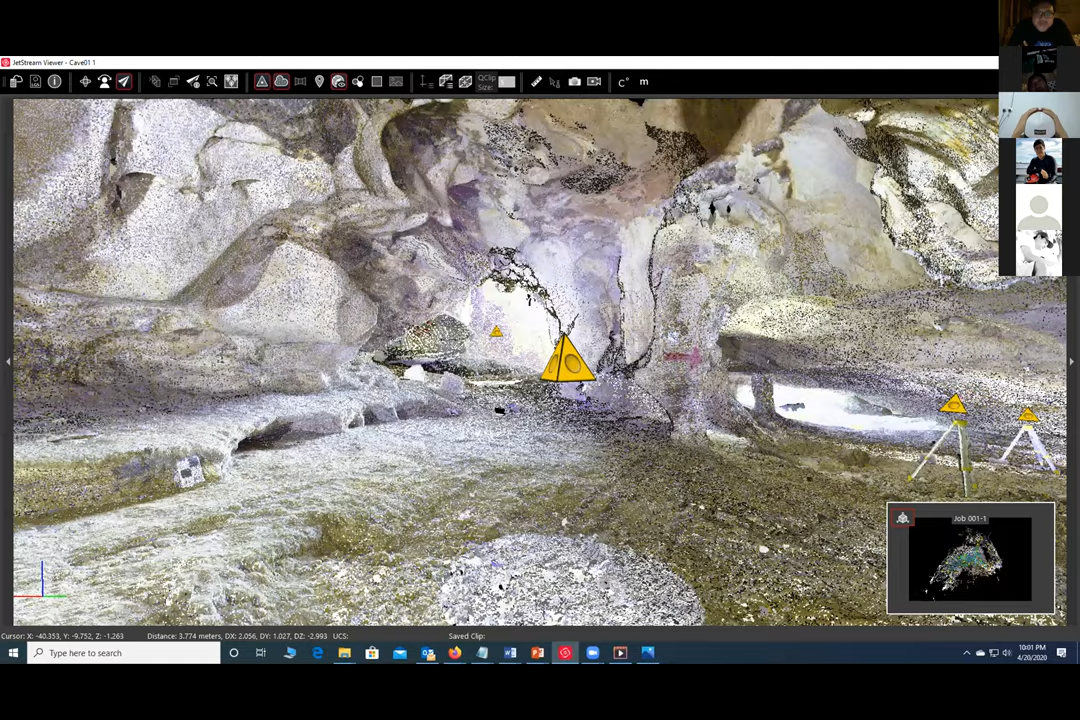 JetStream Viewer - Cave01 1
QClip
Size:
C°
m
Job 001-1
Cursor: X: -40.353, Y: -9.752, Z: -1.263
Distance: 3.774 meters, DX: 2.056, DY: 1.027, DZ: -2.993
UCS:
Saved Clip:
Type here to search
10:01 PM
4/20/2020